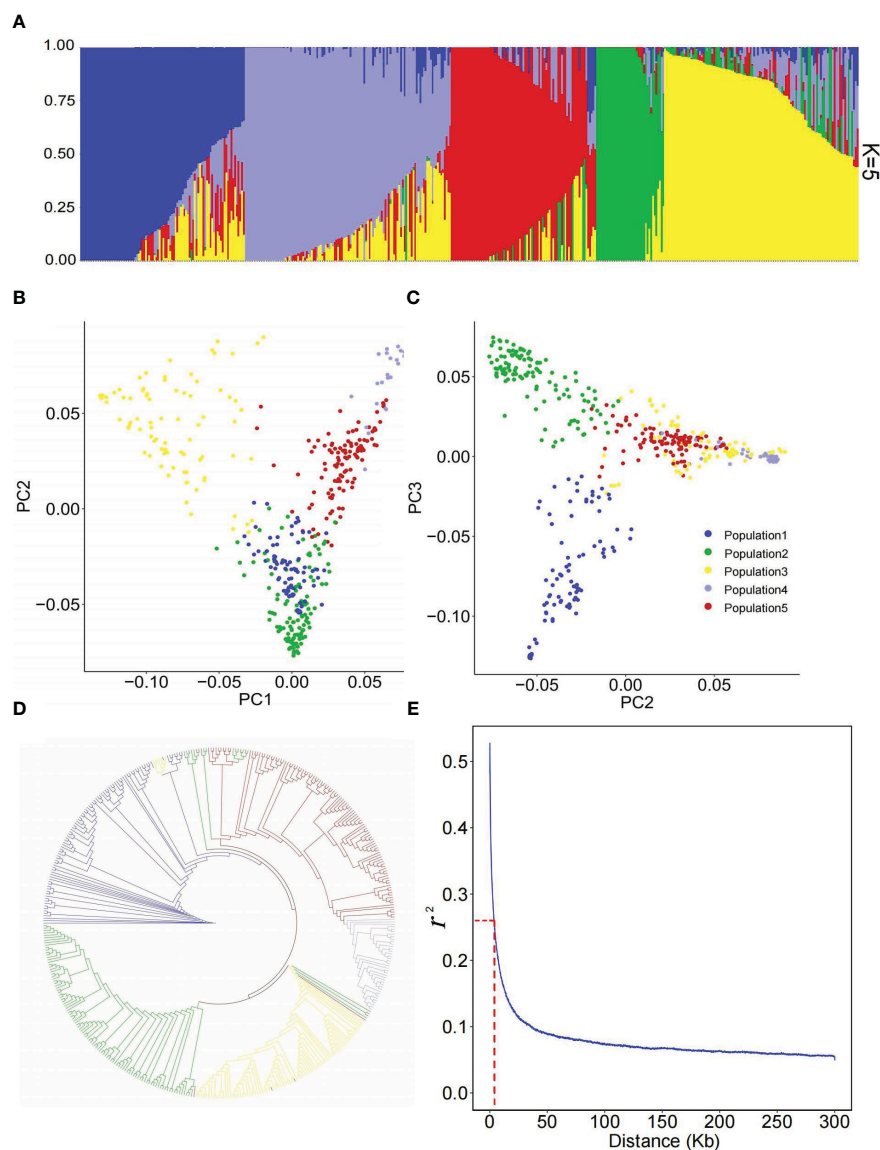 A
1.00
0.75
0.50
0.25
0.00
K=5
B
0.05
0.00
−0.05
PC2
−0.10 −0.05 0.00 0.05
PC1
C
0.05
0.00
−0.05
−0.10
PC3
Population1
Population2
Population3
Population4
Population5
−0.05 0.00 0.05
PC2
D
E
0.5
0.4
0.3
0.2
0.1
0.0
r²
0 50 100 150 200 250 300
Distance (Kb)